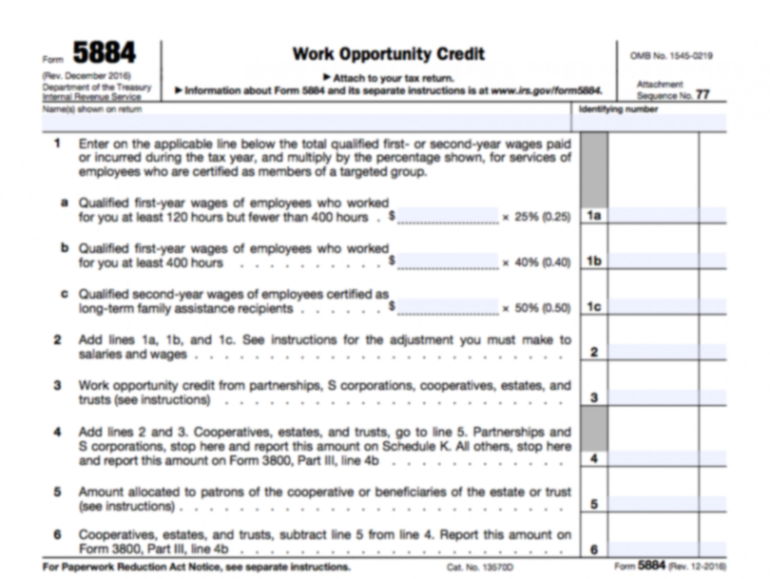 Form 5884
(Rev. December 2016)
Department of the Treasury
Internal Revenue Service
Work Opportunity Credit
▶ Attach to your tax return.
▶ Information about Form 5884 and its separate instructions is at www.irs.gov/form5884.
OMB No. 1545-0219
Attachment
Sequence No. 77
Name(s) shown on return
Identifying number
1 Enter on the applicable line below the total qualified first- or second-year wages paid
or incurred during the tax year, and multiply by the percentage shown, for services of
employees who are certified as members of a targeted group.
a Qualified first-year wages of employees who worked
for you at least 120 hours but fewer than 400 hours . $ × 25% (0.25) 1a
b Qualified first-year wages of employees who worked
for you at least 400 hours . . . . . . . . . . $ × 40% (0.40) 1b
c Qualified second-year wages of employees certified as
long-term family assistance recipients . . . . . . $ × 50% (0.50) 1c
2 Add lines 1a, 1b, and 1c. See instructions for the adjustment you must make to
salaries and wages . . . . . . . . . . . . . . . . . . . . . . 2
3 Work opportunity credit from partnerships, S corporations, cooperatives, estates, and
trusts (see instructions) . . . . . . . . . . . . . . . . . . . . 3
4 Add lines 2 and 3. Cooperatives, estates, and trusts, go to line 5. Partnerships and
S corporations, stop here and report this amount on Schedule K. All others, stop here
and report this amount on Form 3800, Part III, line 4b . . . . . . . . . . 4
5 Amount allocated to patrons of the cooperative or beneficiaries of the estate or trust
(see instructions) . . . . . . . . . . . . . . . . . . . . . . . 5
6 Cooperatives, estates, and trusts, subtract line 5 from line 4. Report this amount on
Form 3800, Part III, line 4b . . . . . . . . . . . . . . . . . . . 6
For Paperwork Reduction Act Notice, see separate instructions. Cat. No. 13570D Form 5884 (Rev. 12-2016)